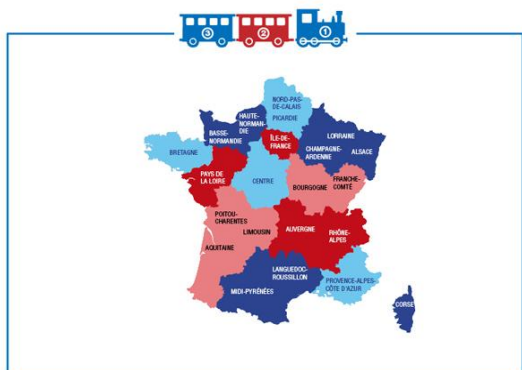 3 2 1
NORD-PAS-
DE-CALAIS
PICARDIE
HAUTE-
NORMAN-
DIE
BASSE-
NORMANDIE
ÎLE-DE-
FRANCE
LORRAINE
CHAMPAGNE-
ARDENNE
ALSACE
BRETAGNE
PAYS DE
LA LOIRE
CENTRE
BOURGOGNE
FRANCHE-
COMTÉ
POITOU-
CHARENTES
LIMOUSIN
AUVERGNE
RHÔNE-
ALPES
AQUITAINE
LANGUEDOC-
ROUSSILLON
MIDI-PYRÉNÉES
PROVENCE-ALPES-
CÔTE D'AZUR
CORSE